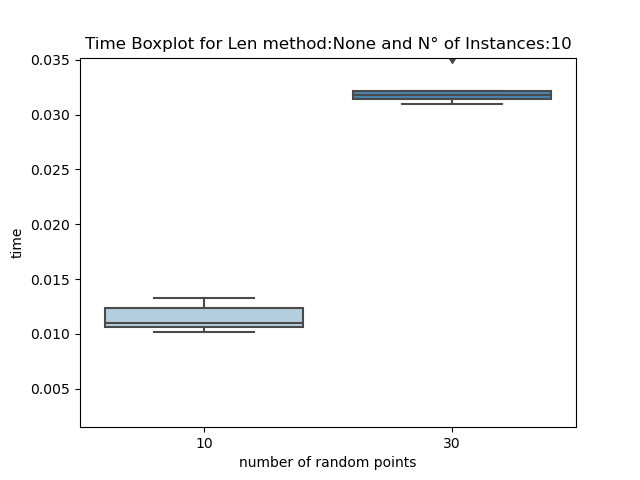 Time Boxplot for Len method:None and N° of Instances:10
0.035
0.030
0.025
0.020
0.015
0.010
0.005
time
10 30
number of random points